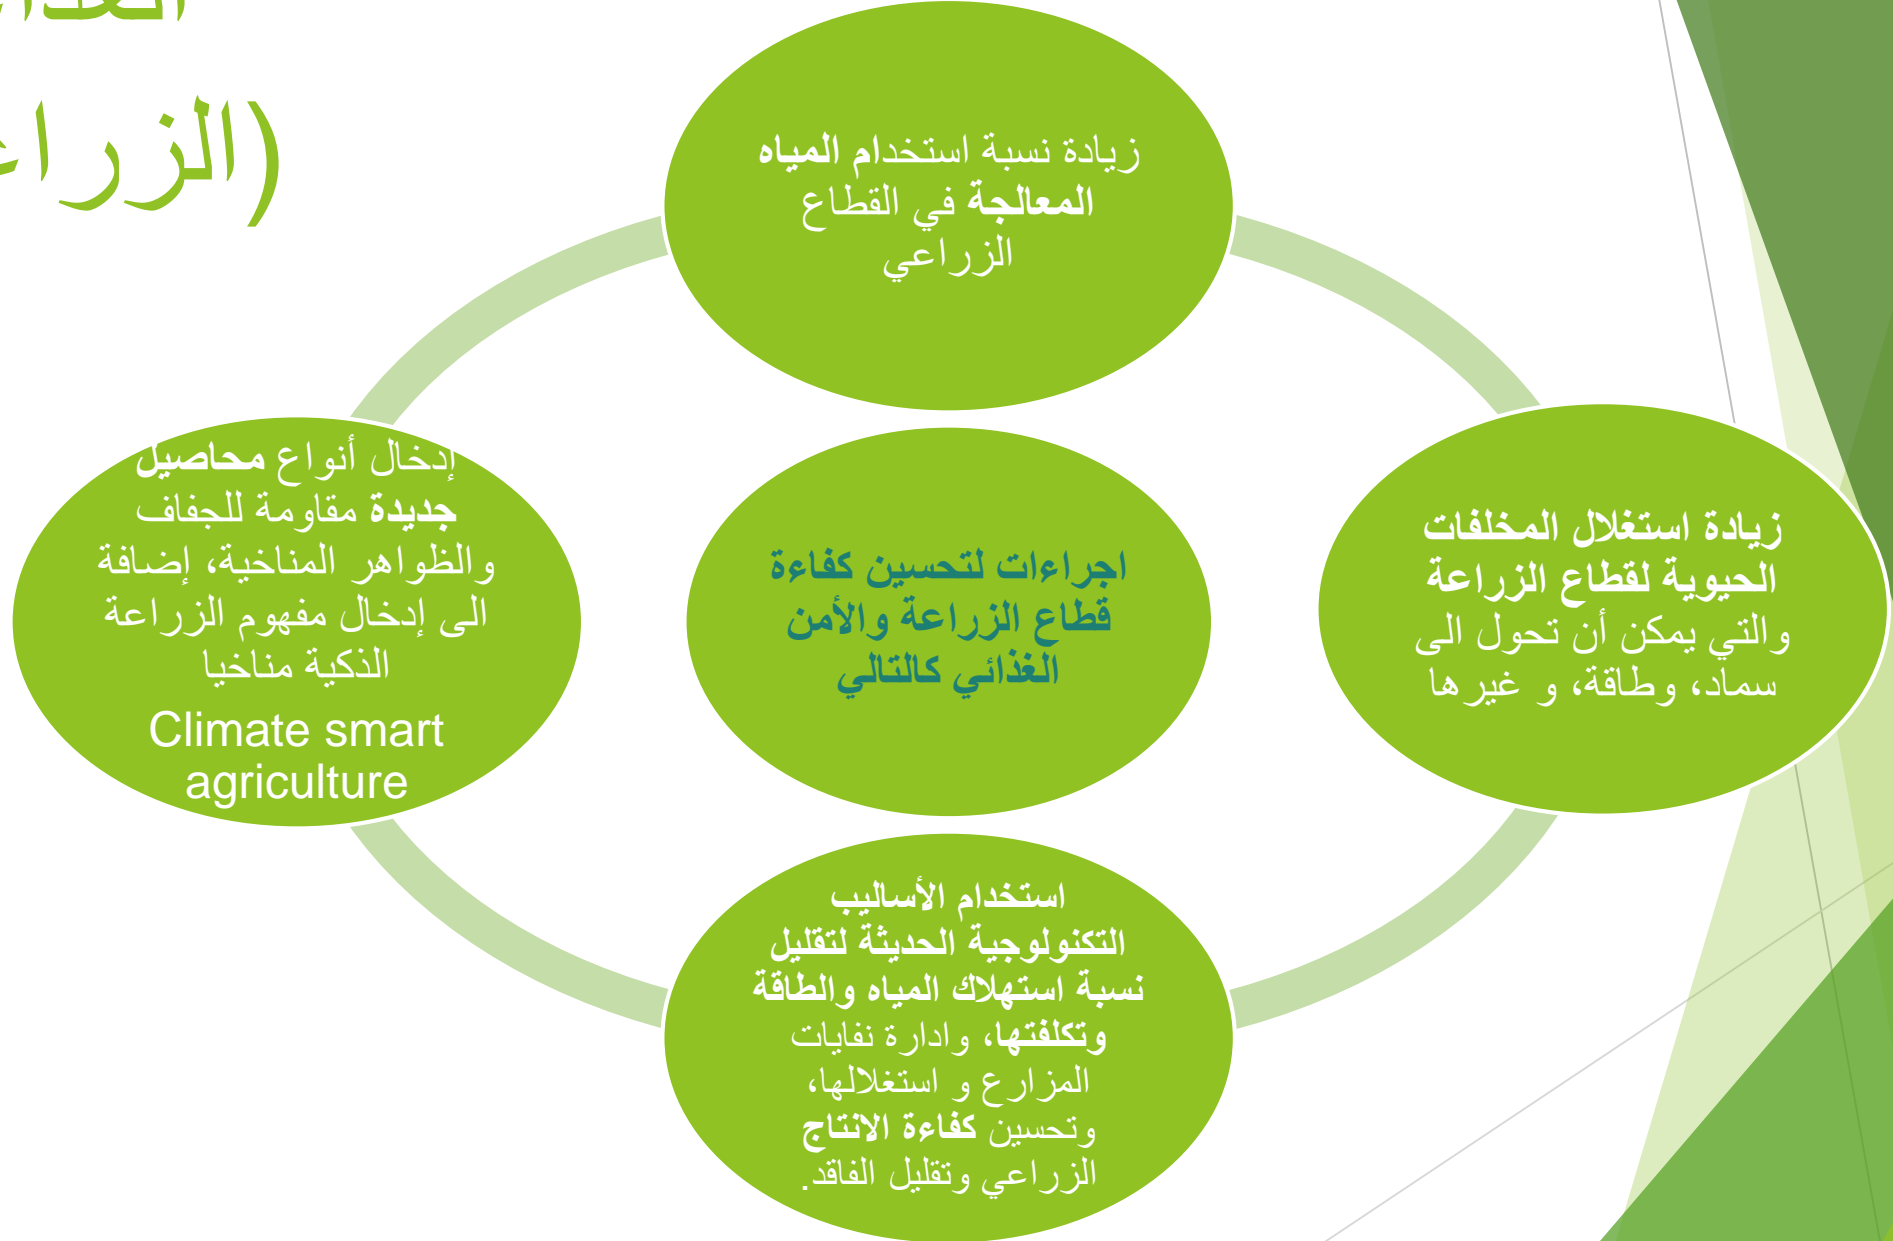 زيادة نسبة استخدام المياه
المعالجة في القطاع
الزراعي
زيادة استغلال المخلفات
الحيوية لقطاع الزراعة
والتي يمكن أن تحول الى
سماد، وطاقة، و غيرها
اجراءات لتحسين كفاءة
قطاع الزراعة والأمن
الغذائي كالتالي
إدخال أنواع محاصيل
جديدة مقاومة للجفاف
والظواهر المناخية، إضافة
الى إدخال مفهوم الزراعة
الذكية مناخيا
Climate smart
agriculture
استخدام الأساليب
التكنولوجية الحديثة لتقليل
نسبة استهلاك المياه والطاقة
وتكلفتها، وادارة نفايات
المزارع و استغلالها،
وتحسين كفاءة الانتاج
الزراعي وتقليل الفاقد.